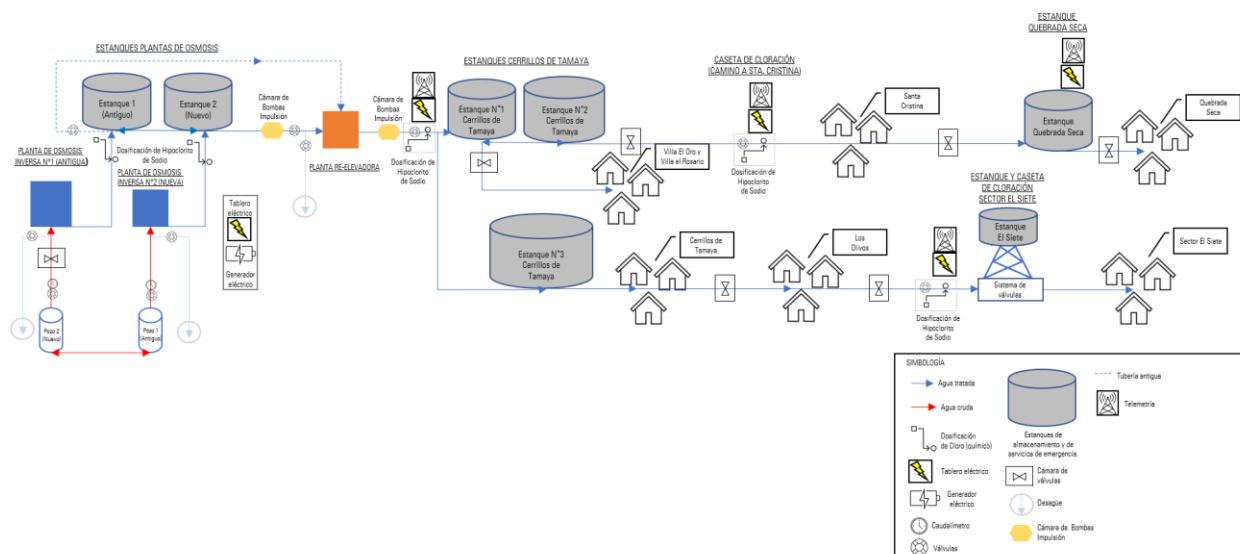 ESTANQUES PLANTAS DE OSMOSIS
Estanque 1
(Antiguo)
Estanque 2
(Nuevo)
Cámara de
Bombas
Impulsión
Cámara de
Bombas
Impulsión
PLANTA DE OSMOSIS
INVERSA N°1 (ANTIGUA)
Dosificación de Hipoclorito
de Sodio
PLANTA DE OSMOSIS
INVERSA N°2 (NUEVA)
PLANTA RE-ELEVADORA
Dosificación de
Hipoclorito
de Sodio
Tablero
eléctrico
Generador
eléctrico
Pozo 2
(Nuevo)
Pozo 1
(Antiguo)
ESTANQUES CERRILLOS DE TAMAYA
Estanque N°1
Cerrillos de
Tamaya
Estanque N°2
Cerrillos de
Tamaya
Villa El Oro y
Villa el Rosario
CASETA DE CLORACIÓN
(CAMINO A STA. CRISTINA)
Dosificación de
Hipoclorito
de Sodio
Santa
Cristina
ESTANQUE
QUEBRADA SECA
Estanque
Quebrada Seca
Quebrada
Seca
Estanque N°3
Cerrillos de
Tamaya
Cerrillos de
Tamaya
Los
Olivos
Dosificación de
Hipoclorito
de Sodio
ESTANQUE Y CASETA
DE CLORACIÓN
SECTOR EL SIETE
Estanque
El Siete
Sistema de
válvulas
Sector El Siete
SIMBOLOGÍA
Agua tratada
Agua cruda
Dosificación
de Cloro (químico)
Tablero eléctrico
Generador
eléctrico
Caudalímetro
Válvulas
Estanques de
almacenamiento y de
servicios de emergencia.
Cámara de
válvulas
Desagüe
Cámara de Bombas
Impulsión
Tubería antigua
Telemetría